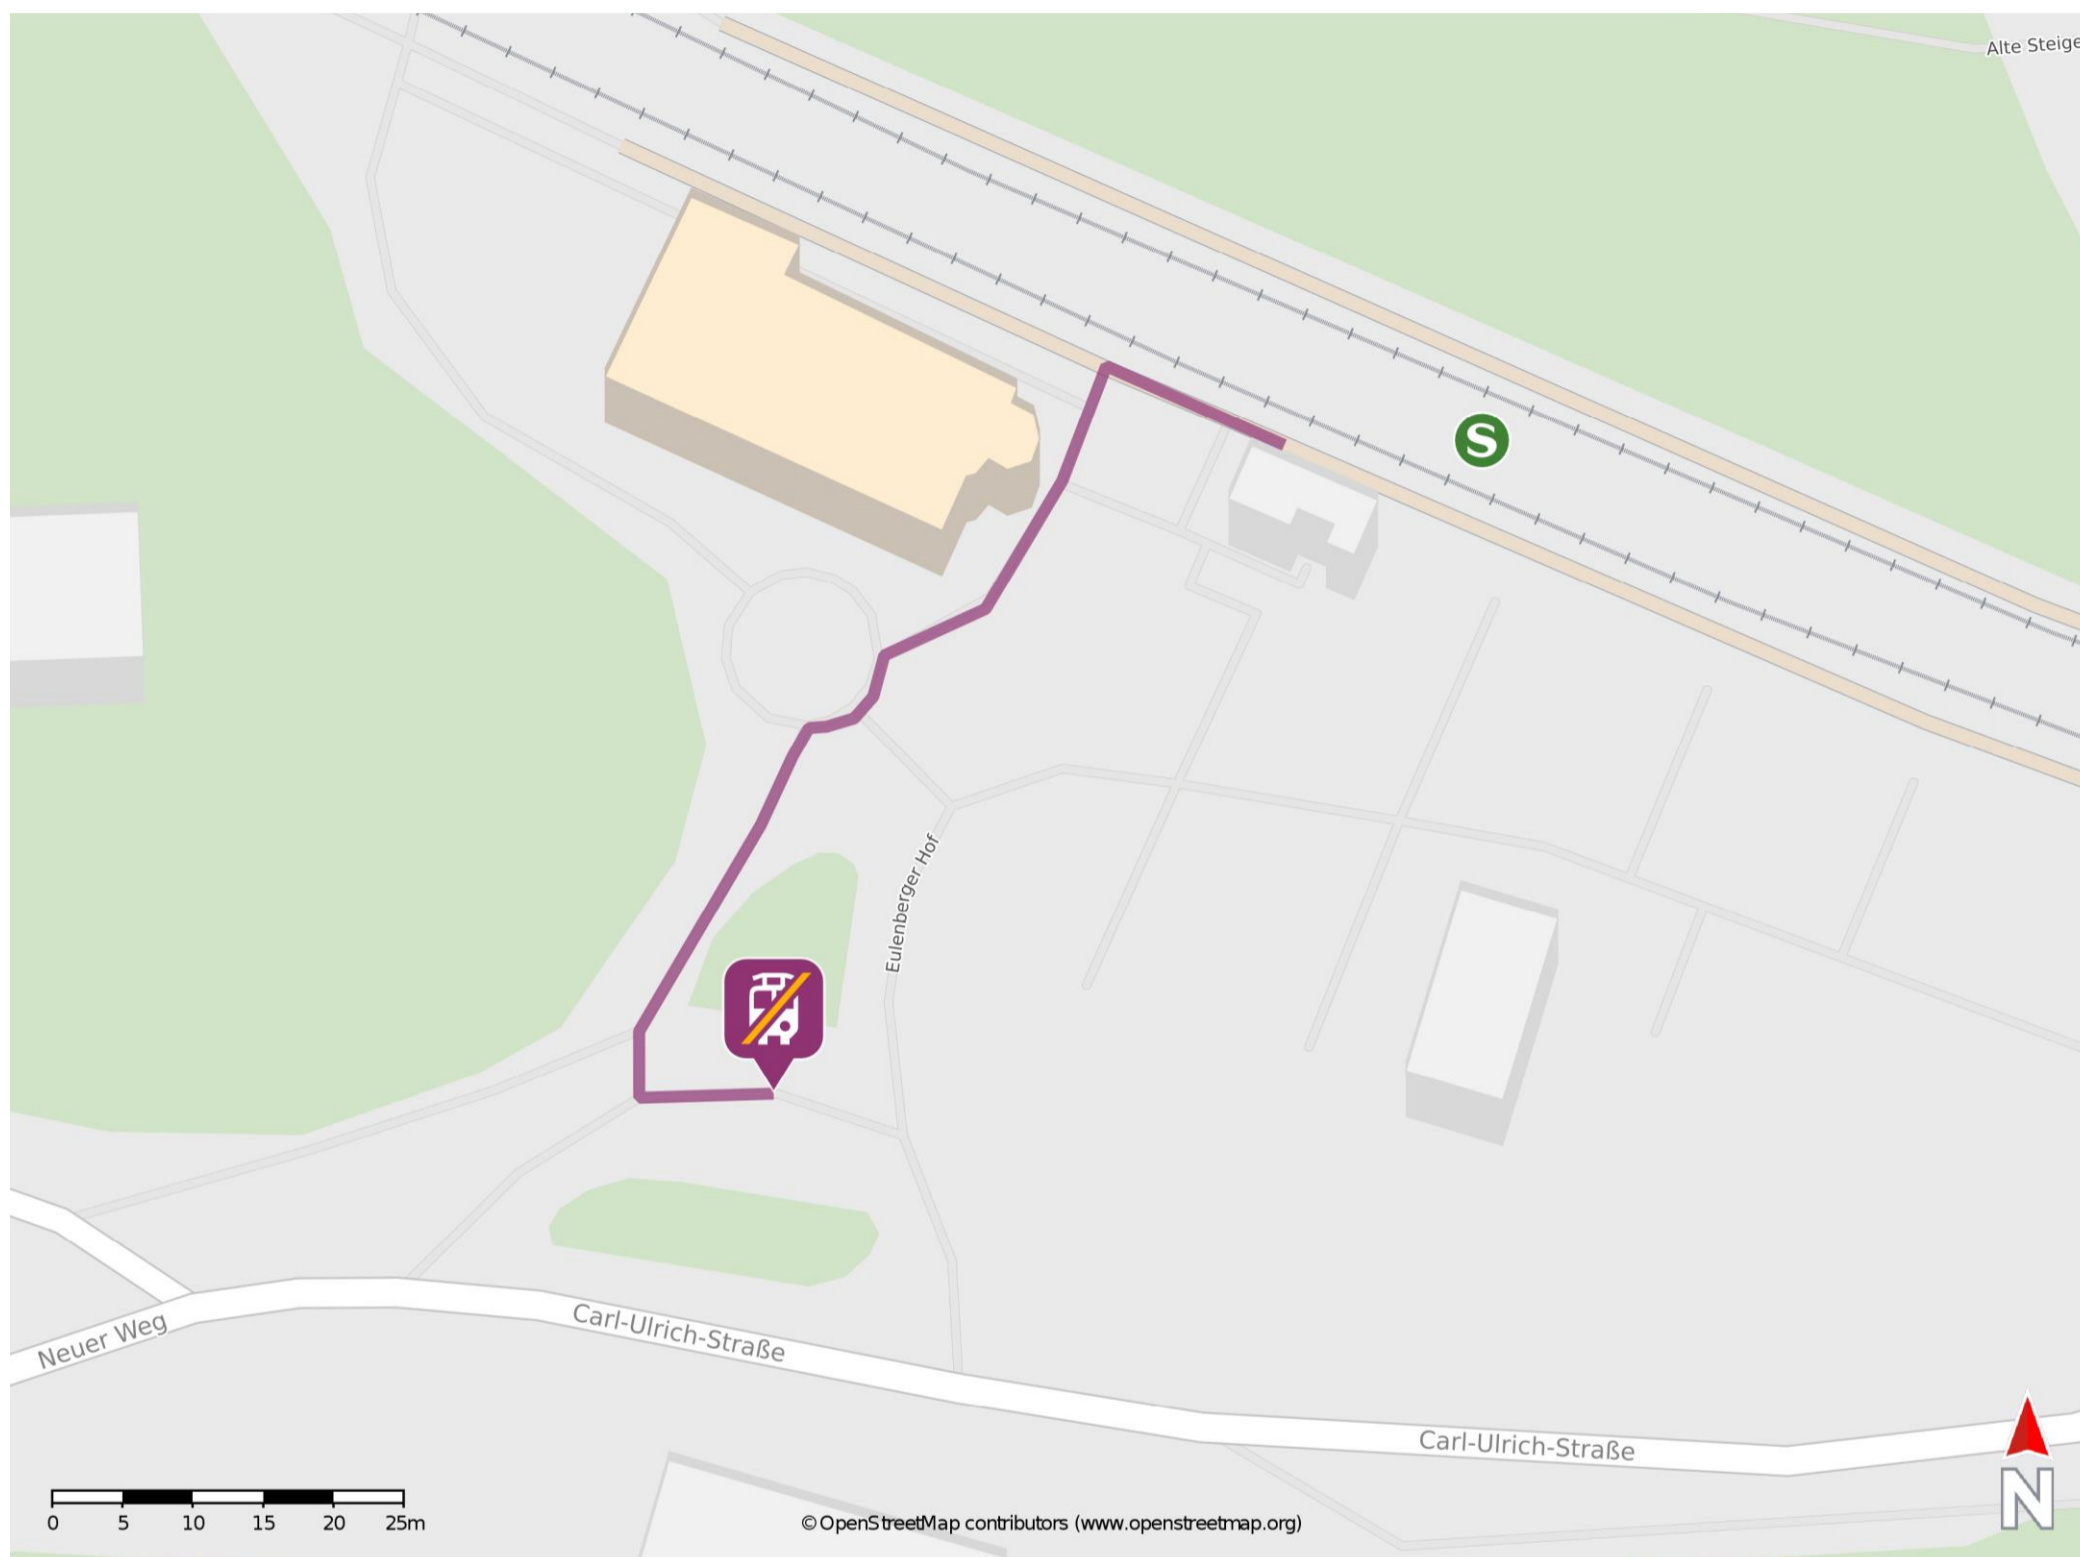 Alte Steige
S
Eulenberger Hof
Neuer Weg
Carl-Ulrich-Straße
Carl-Ulrich-Straße
N
0 5 10 15 20 25m
©OpenStreetMap contributors (www.openstreetmap.org)